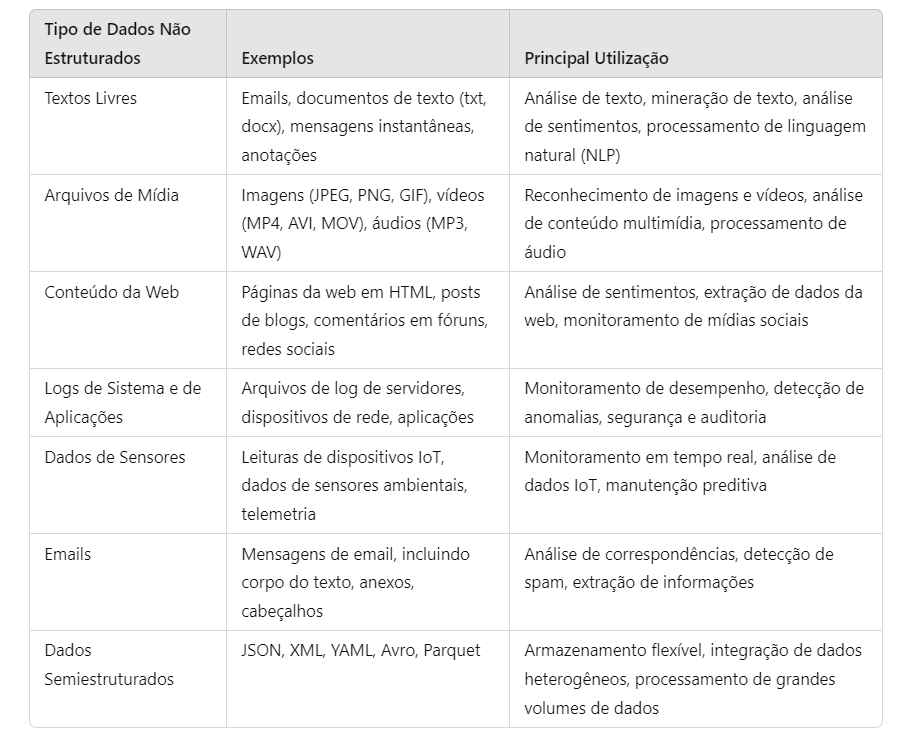 Tipo de Dados Não
Estruturados
Exemplos
Principal Utilização
Textos Livres
Emails, documentos de texto (txt,
docx), mensagens instantâneas,
anotações
Análise de texto, mineração de texto, análise
de sentimentos, processamento de linguagem
natural (NLP)
Arquivos de Mídia
Imagens (JPEG, PNG, GIF), vídeos
(MP4, AVI, MOV), áudios (MP3,
WAV)
Reconhecimento de imagens e vídeos, análise
de conteúdo multimídia, processamento de
áudio
Conteúdo da Web
Páginas da web em HTML, posts
de blogs, comentários em fóruns,
redes sociais
Análise de sentimentos, extração de dados da
web, monitoramento de mídias sociais
Logs de Sistema e de
Aplicações
Arquivos de log de servidores,
dispositivos de rede, aplicações
Monitoramento de desempenho, detecção de
anomalias, segurança e auditoria
Dados de Sensores
Leituras de dispositivos IoT,
dados de sensores ambientais,
telemetria
Monitoramento em tempo real, análise de
dados IoT, manutenção preditiva
Emails
Mensagens de email, incluindo
corpo do texto, anexos,
cabeçalhos
Análise de correspondências, detecção de
spam, extração de informações
Dados
Semiestruturados
JSON, XML, YAML, Avro, Parquet
Armazenamento flexível, integração de dados
heterogêneos, processamento de grandes
volumes de dados